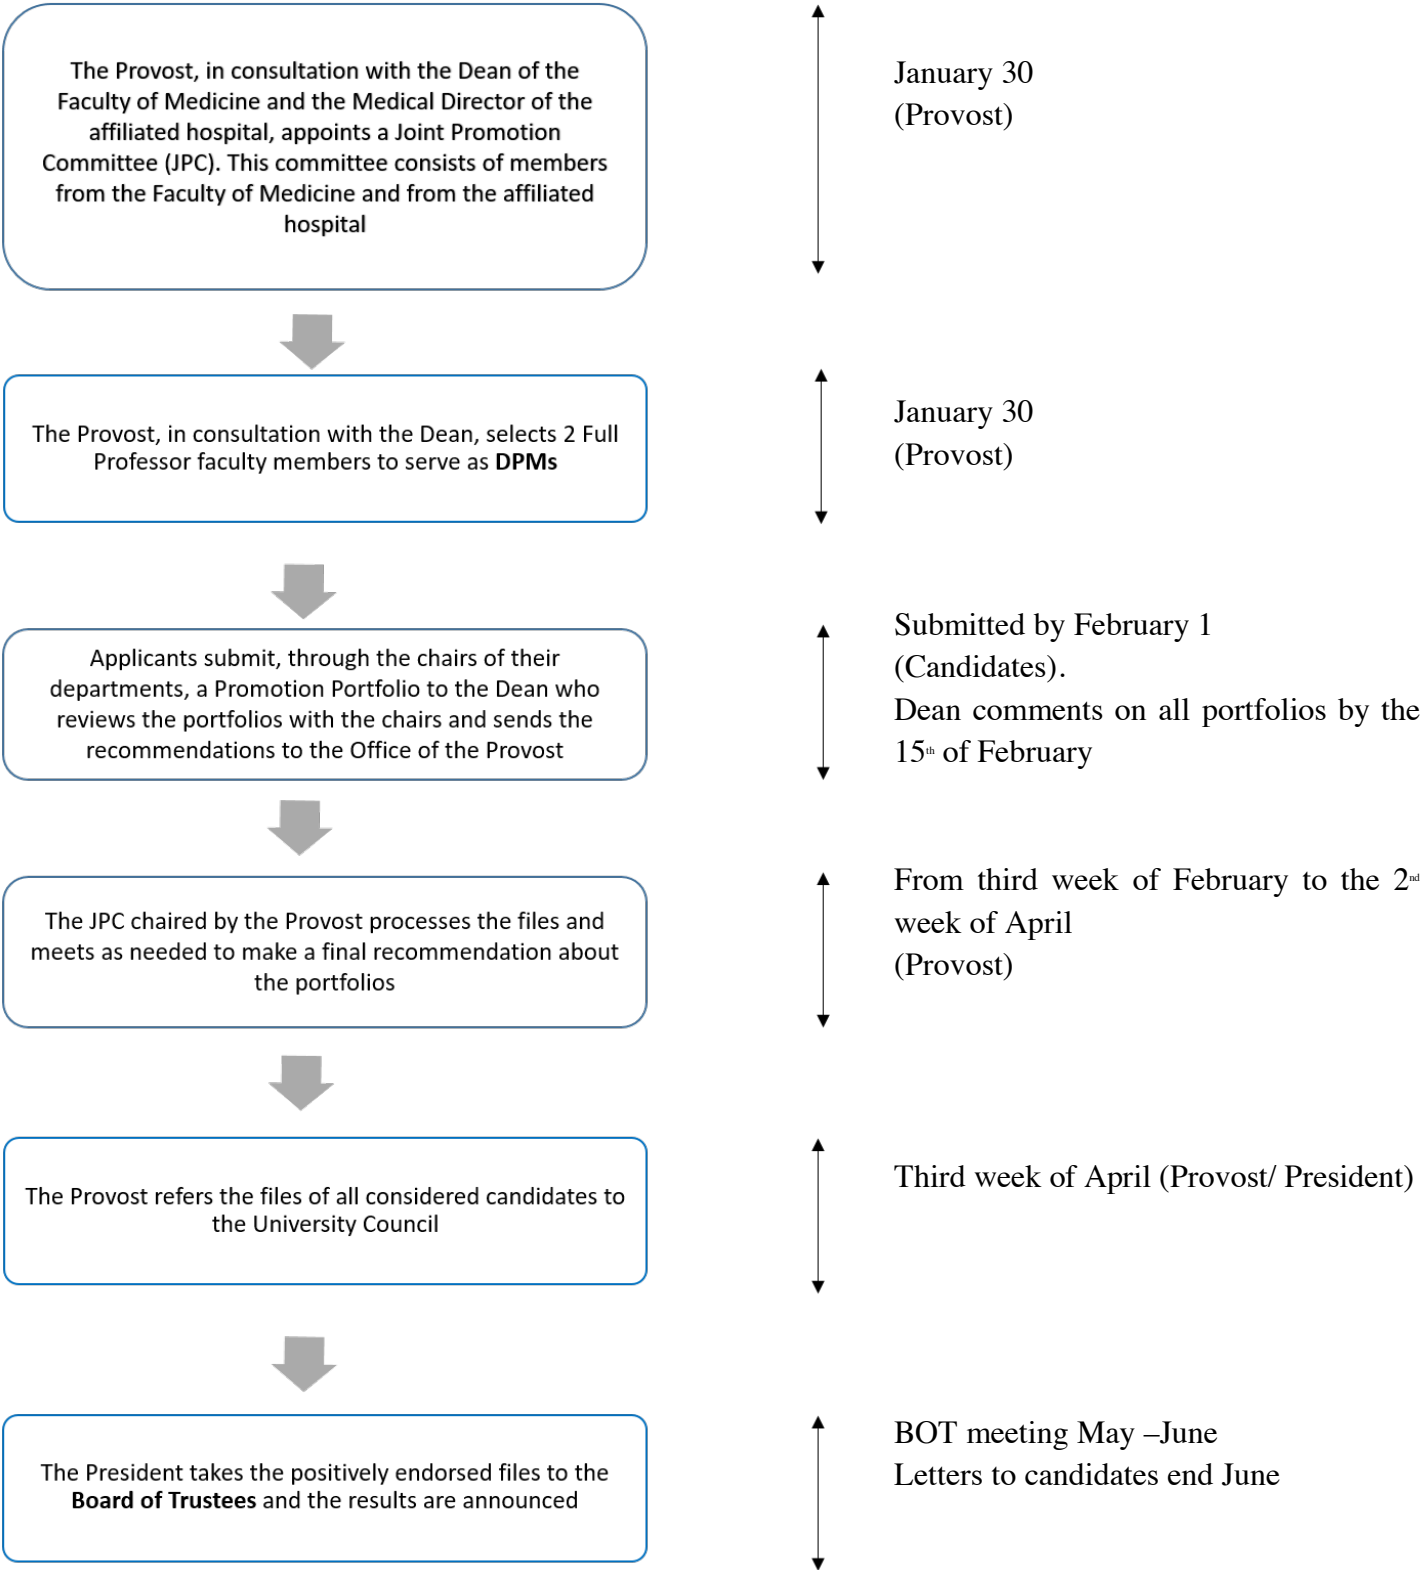 The Provost, in consultation with the Dean of the
Faculty of Medicine and the Medical Director of the
affiliated hospital, appoints a Joint Promotion
Committee (JPC). This committee consists of members
from the Faculty of Medicine and from the affiliated
hospital
January 30
(Provost)
The Provost, in consultation with the Dean, selects 2 Full
Professor faculty members to serve as DPMs
January 30
(Provost)
Applicants submit, through the chairs of their
departments, a Promotion Portfolio to the Dean who
reviews the portfolios with the chairs and sends the
recommendations to the Office of the Provost
Submitted by February 1
(Candidates).
Dean comments on all portfolios by the
15th of February
The JPC chaired by the Provost processes the files and
meets as needed to make a final recommendation about
the portfolios
From third week of February to the 2nd
week of April
(Provost)
The Provost refers the files of all considered candidates to
the University Council
Third week of April (Provost/ President)
The President takes the positively endorsed files to the
Board of Trustees and the results are announced
BOT meeting May –June
Letters to candidates end June